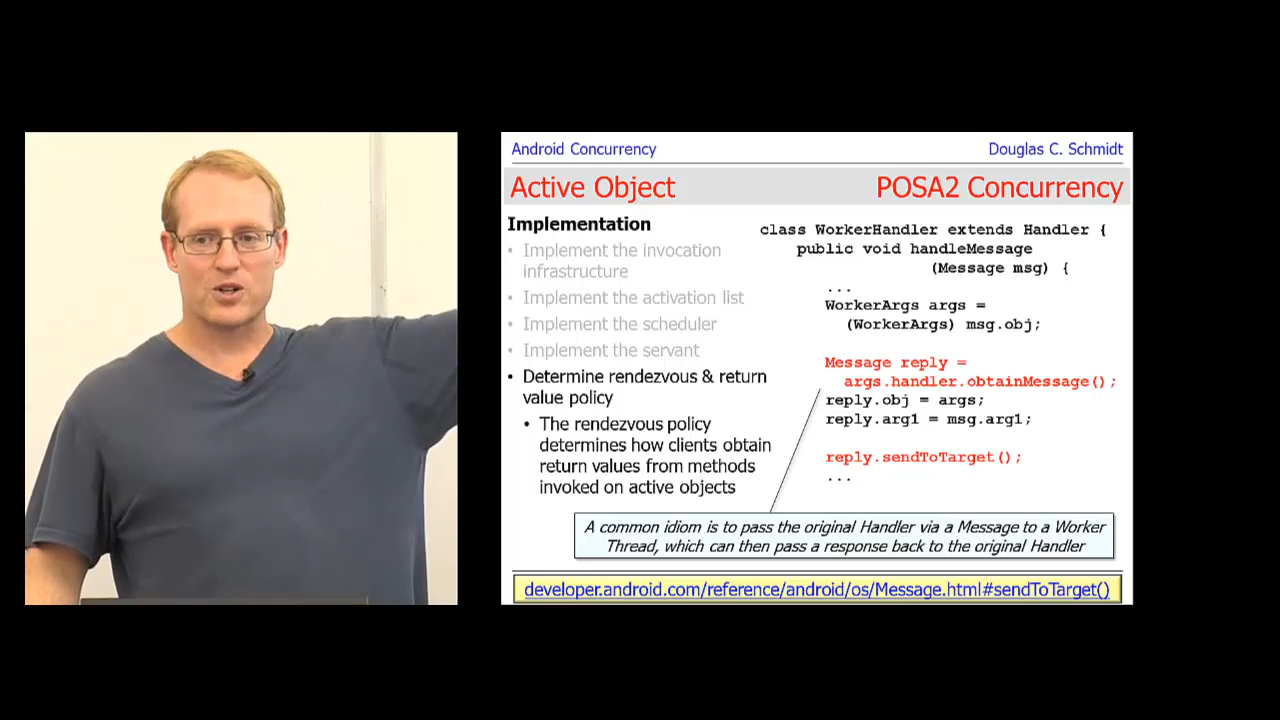 Android Concurrency
Douglas C. Schmidt
Active Object
POSA2 Concurrency
Implementation
• Implement the invocation
infrastructure
• Implement the activation list
• Implement the scheduler
• Implement the servant
• Determine rendezvous & return
value policy
• The rendezvous policy
determines how clients obtain
return values from methods
invoked on active objects
class WorkerHandler extends Handler {
public void handleMessage
(Message msg) {
...
WorkerArgs args =
(WorkerArgs) msg.obj;
Message reply =
args.handler.obtainMessage();
reply.obj = args;
reply.arg1 = msg.arg1;
reply.sendToTarget();
...
A common idiom is to pass the original Handler via a Message to a Worker
Thread, which can then pass a response back to the original Handler
developer.android.com/reference/android/os/Message.html#sendToTarget()